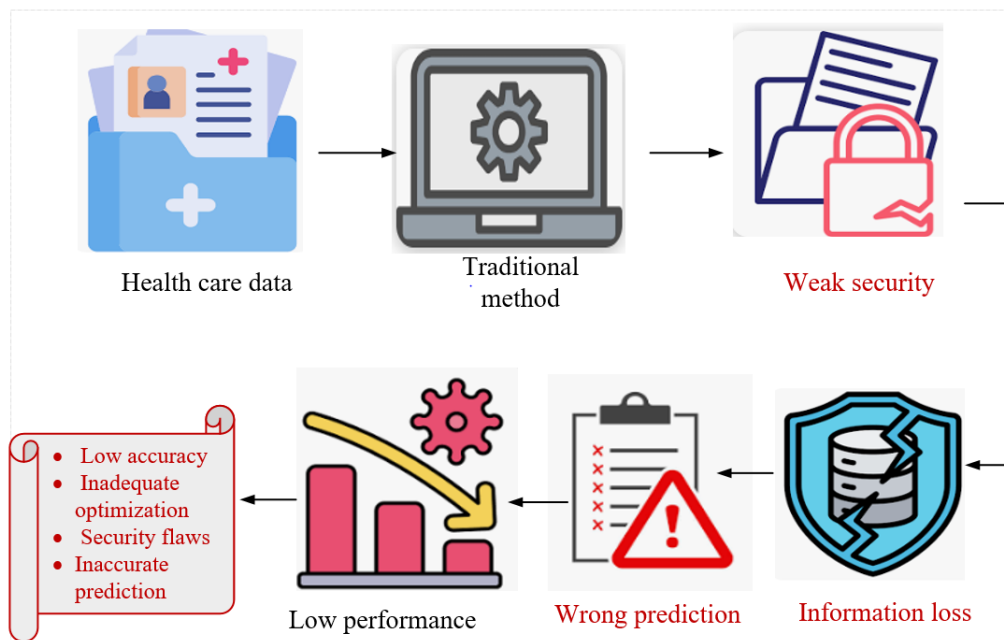 Health care data
Traditional
method
Weak security
• Low accuracy
• Inadequate
optimization
• Security flaws
• Inaccurate
prediction
Low performance
Wrong prediction
Information loss